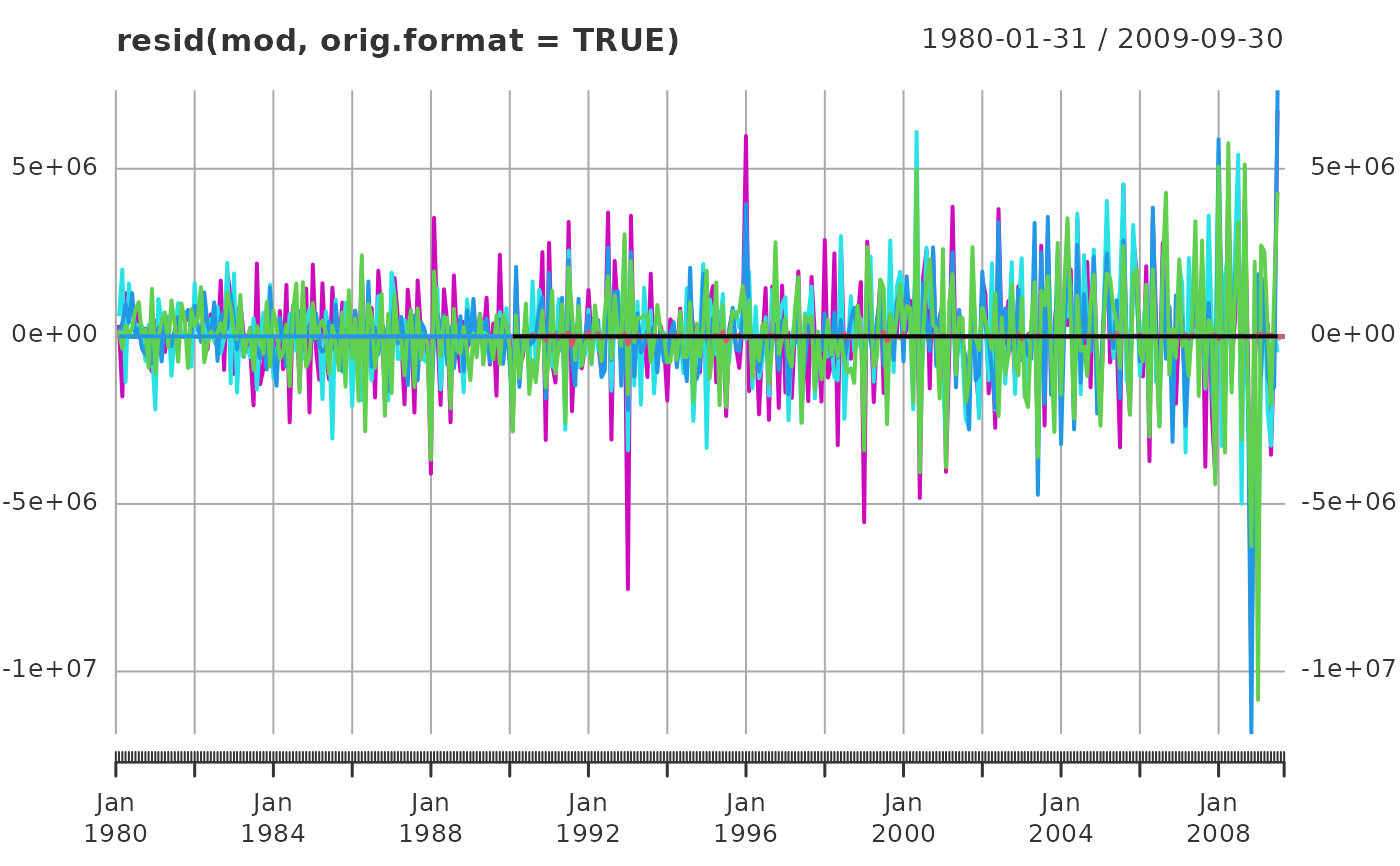 resid(mod, orig.format = TRUE) 1980-01-31 / 2009-09-30
5e+06 5e+06
0e+00 0e+00
-5e+06 -5e+06
-1e+07 -1e+07
Jan Jan Jan Jan Jan Jan Jan Jan
1980 1984 1988 1992 1996 2000 2004 2008